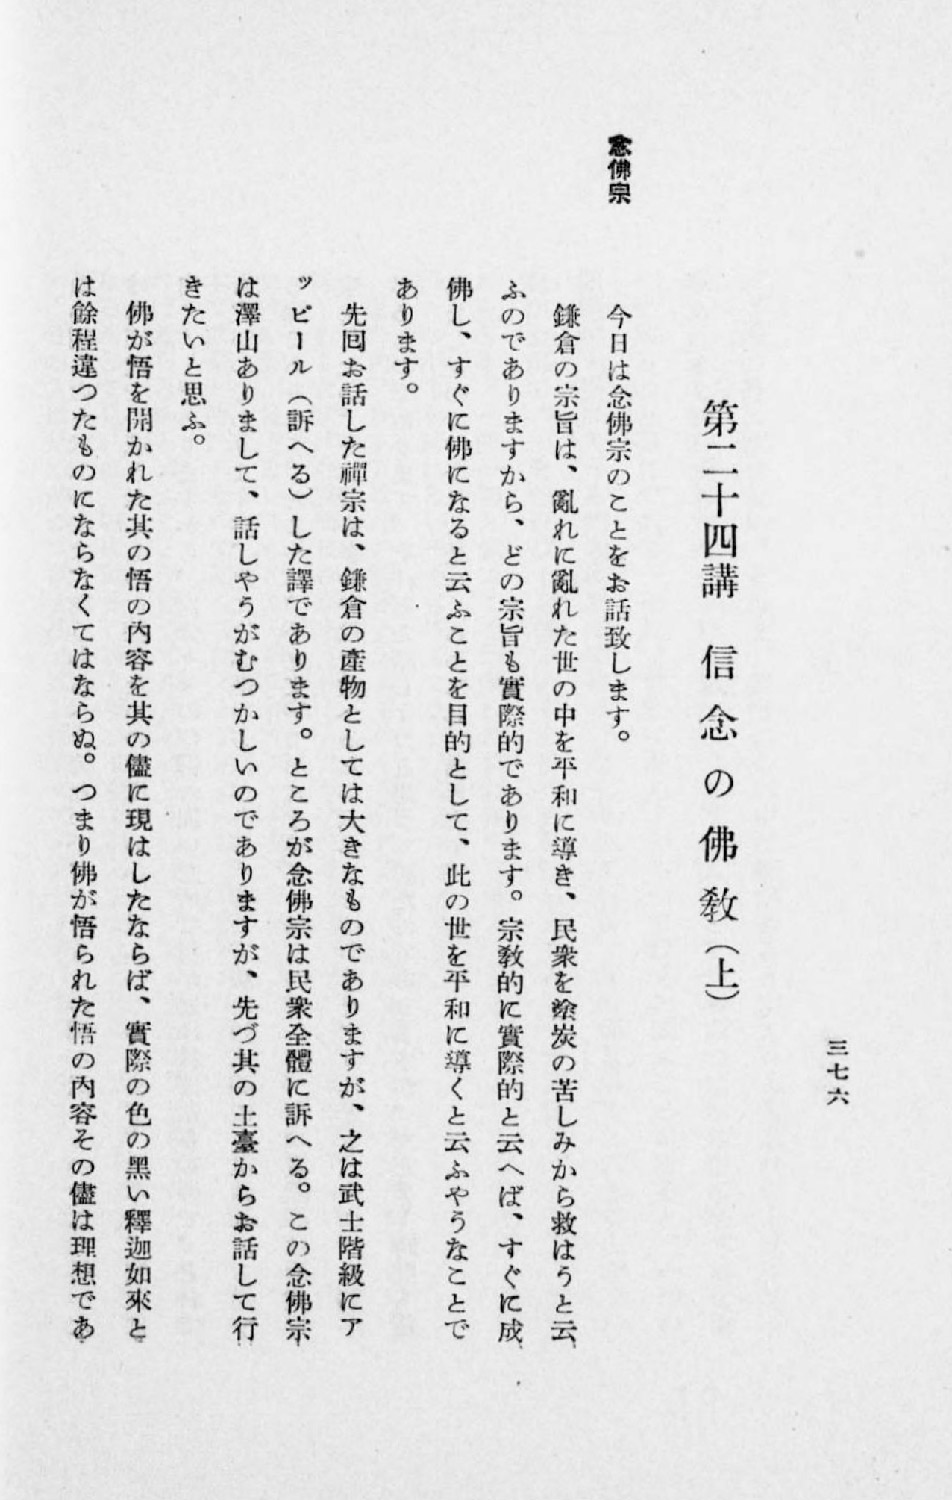 三七六
第二十四講　信念の佛教（上）
念佛宗
今日は念佛宗のことをお話致します。
鎌倉の宗旨は、亂れに亂れた世の中を平和に導き、民衆を塗炭の苦しみから救はうと云
ふのでありますから、どの宗旨も實際的であります。宗教的に實際的と云へば、すぐに成
佛し、すぐに佛になると云ふことを目的として、此の世を平和に導くと云ふやうなことで
あります。
先囘お話した禪宗は、鎌倉の産物としては大きなものでありますが、之は武士階級にア
ッピール（訴へる）した譯であります。ところが念佛宗は民衆全體に訴へる。この念佛宗
は澤山ありまして、話しやうがむつかしいのでありますが、先づ其の土臺からお話して行
きたいと思ふ。
佛が悟を開かれた其の悟の内容を其の儘に現はしたならば、實際の色の黑い釋迦如來と
は餘程違つたものにならなくてはならぬ。つまり佛が悟られた悟の内容その儘は理想であ